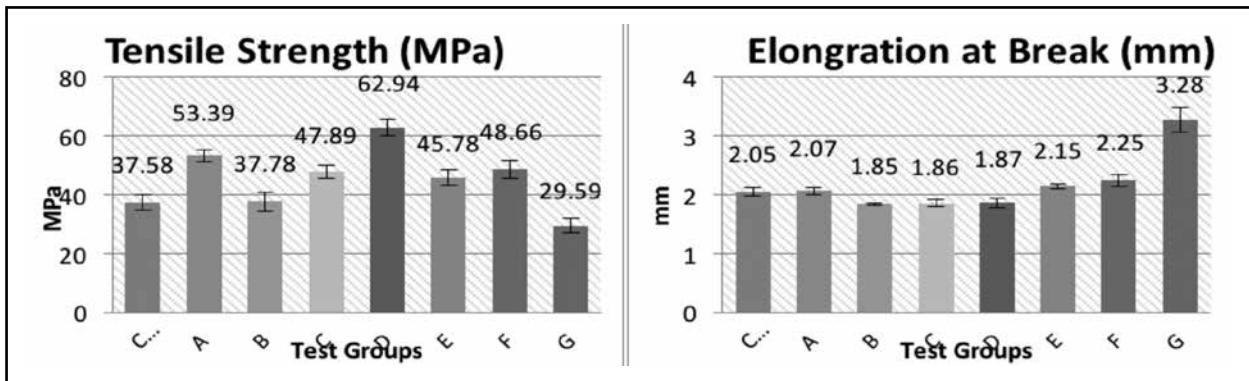 Tensile Strength (MPa)
80
60
40
20
0
MPa
37.58
53.39
37.78
47.89
62.94
45.78
48.66
29.59
C...
A
B
C
D
E
F
G
Test Groups
Elongration at Break (mm)
4
3
2
1
0
mm
2.05
2.07
1.85
1.86
1.87
2.15
2.25
3.28
C...
A
B
C
D
E
F
G
Test Groups